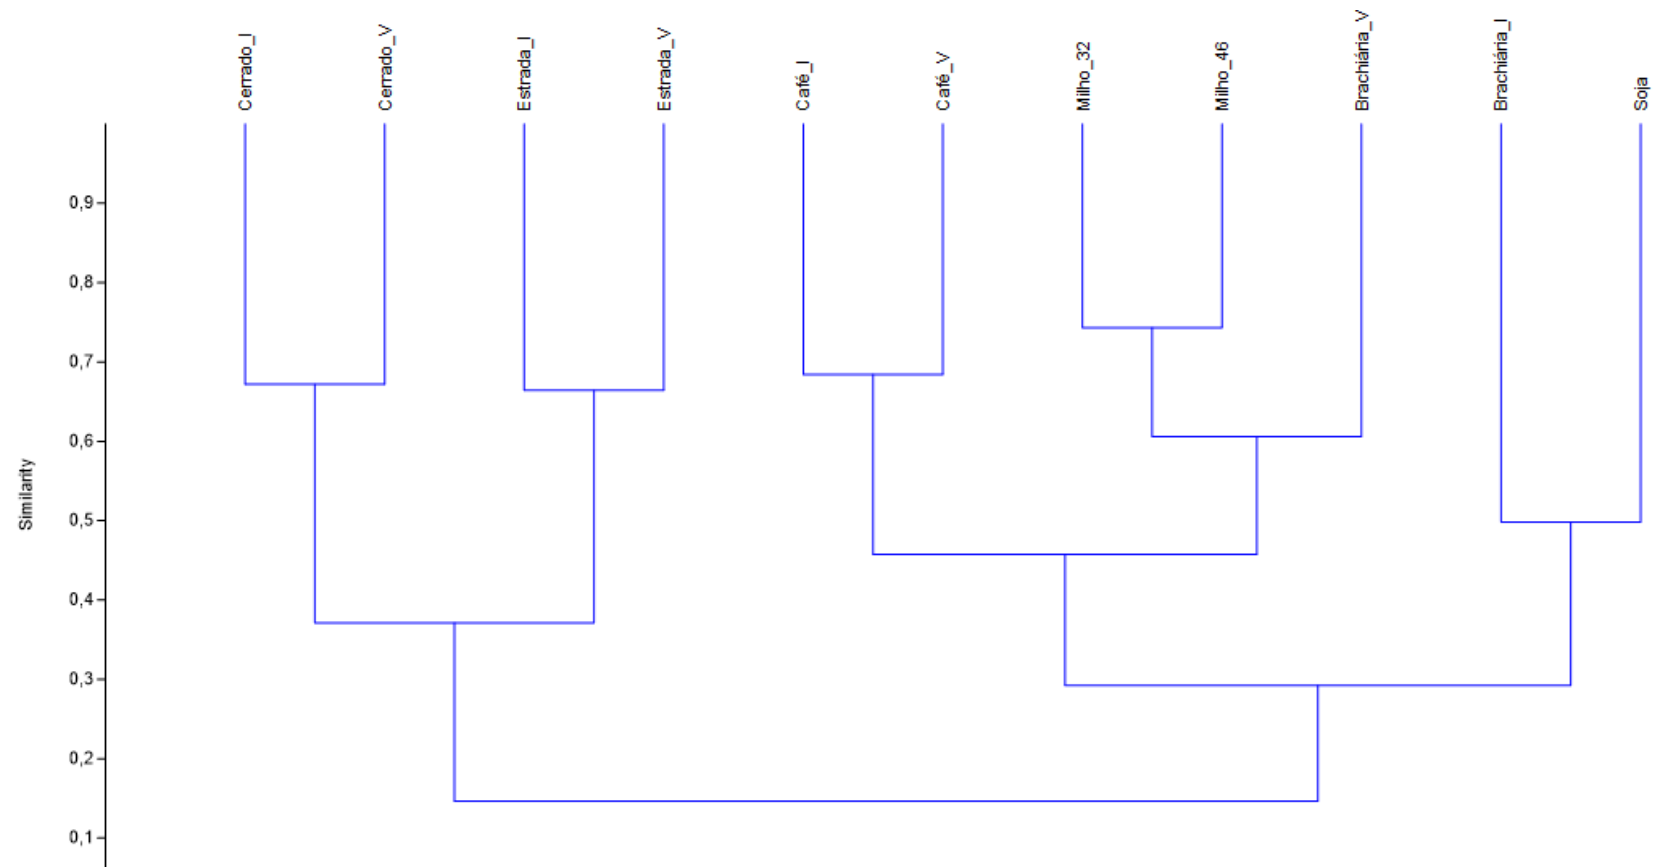 Cerrado_I
Cerrado_V
Estrada_I
Estrada_V
Café_I
Café_V
Milho_32
Milho_46
Brachiária_V
Brachiária_I
Soja
0,9
0,8
0,7
0,6
0,5
0,4
0,3
0,2
0,1
Similarity